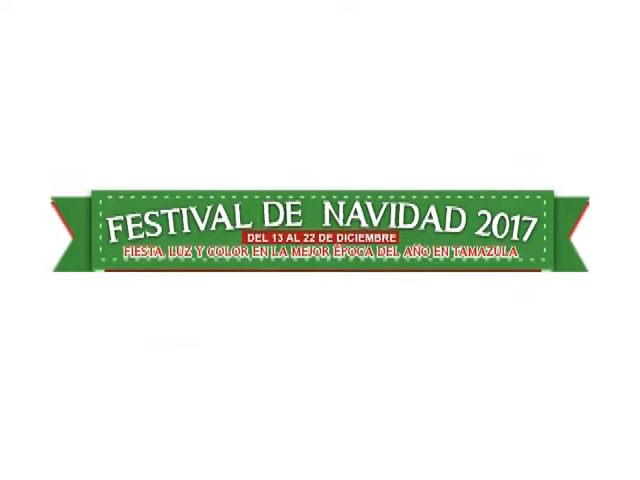 FESTIVAL DE NAVIDAD 2017
DEL 13 AL 22 DE DICIEMBRE
FIESTA, LUZ Y COLOR EN LA MEJOR ÉPOCA DEL AÑO EN TAMAZULA